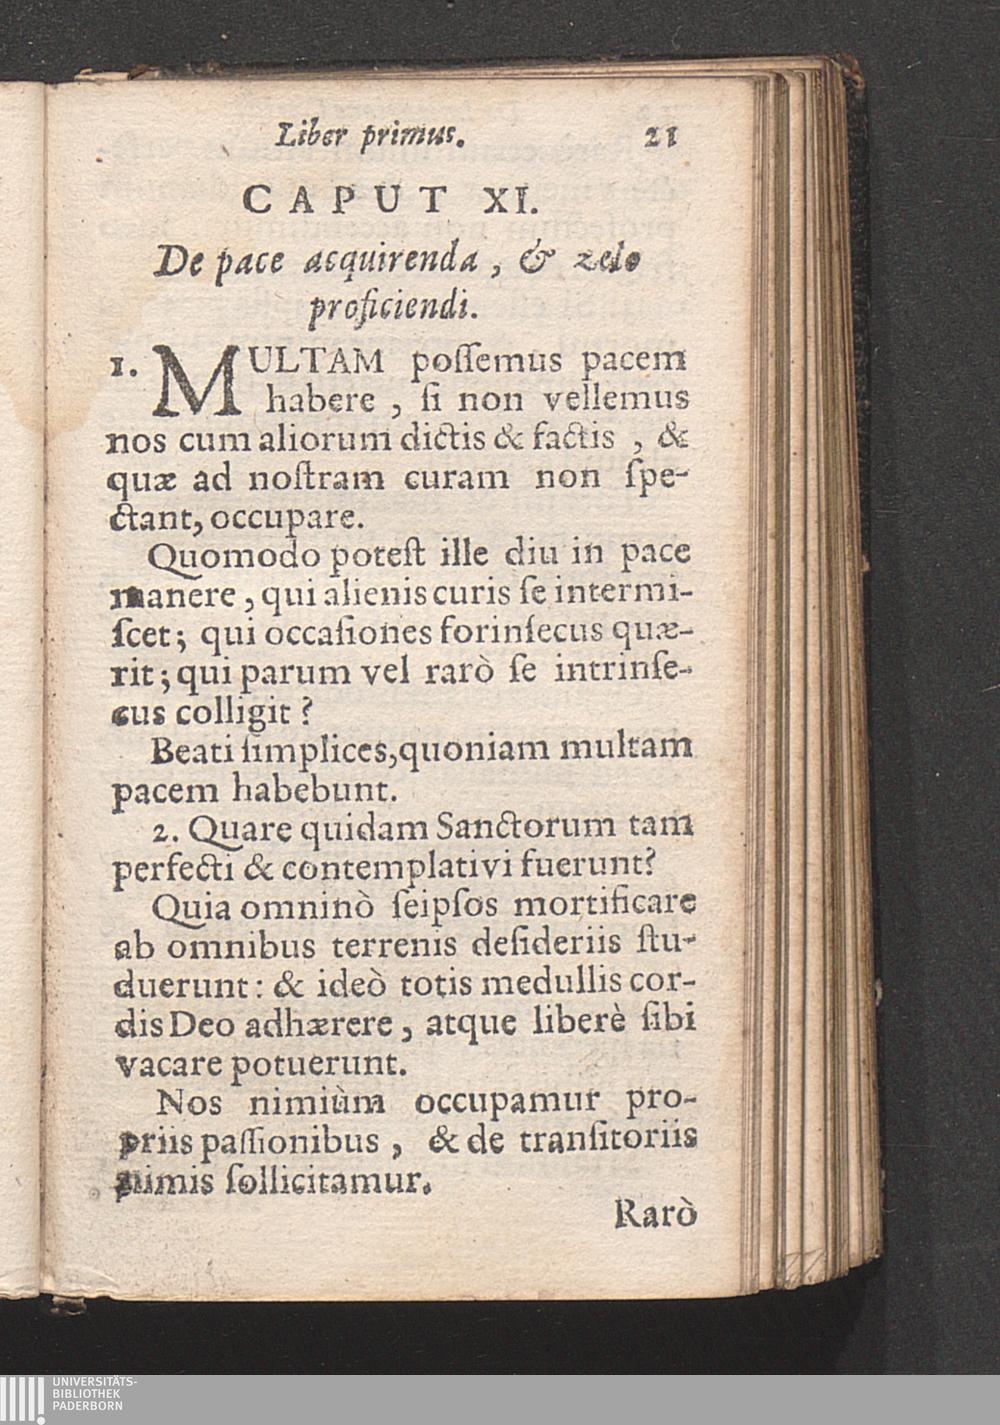 Liber primus. 21
CAPUT XI.
De pace acquirenda, & zelo
proficiendi.
1. MULTAM poſſemus pacem
habere, ſi non vellemus
nos cum aliorum dictis & factis, &
quæ ad noſtram curam non ſpe-
ctant, occupare.
Quomodo poteſt ille diu in pace
manere, qui alienis curis ſe intermi-
ſcet; qui occaſiones forinſecus quæ-
rit; qui parum vel rarò ſe intrinſe-
cus colligit?
Beati ſimplices, quoniam multam
pacem habebunt.
2. Quare quidam Sanctorum tam
perfecti & contemplativi fuerunt?
Quia omninò ſeipſos mortificare
ab omnibus terrenis deſideriis ſtu-
duerunt: & ideò totis medullis cor-
dis Deo adhærere, atque liberè ſibi
vacare potuerunt.
Nos nimiùm occupamur pro-
priis paſſionibus, & de tranſitoriis
nimis ſollicitamur.
Rarò
UNIVERSITÄTS-
BIBLIOTHEK
PADERBORN